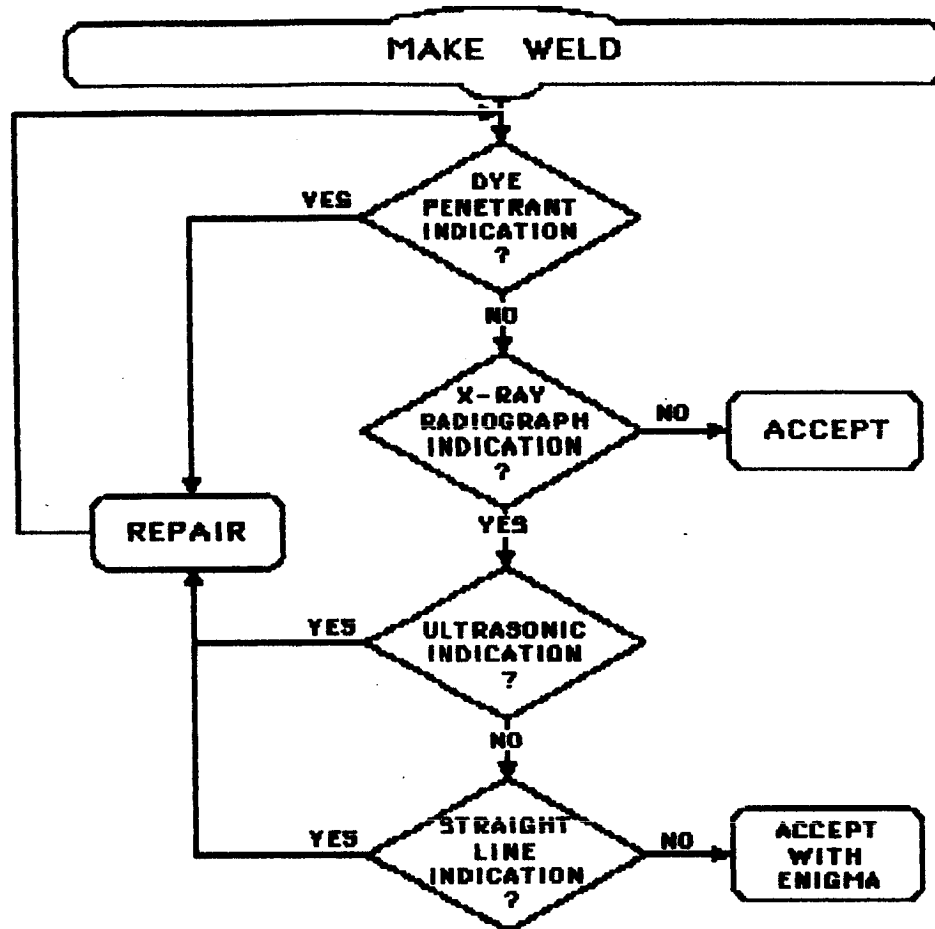 MAKE WELD
DYE
PENETRANT
INDICATION
?
YES
NO
X-RAY
RADIOGRAPH
INDICATION
?
NO
ACCEPT
YES
REPAIR
ULTRASONIC
INDICATION
?
YES
NO
STRAIGHT
LINE
INDICATION
?
YES
NO
ACCEPT
WITH
ENIGMA